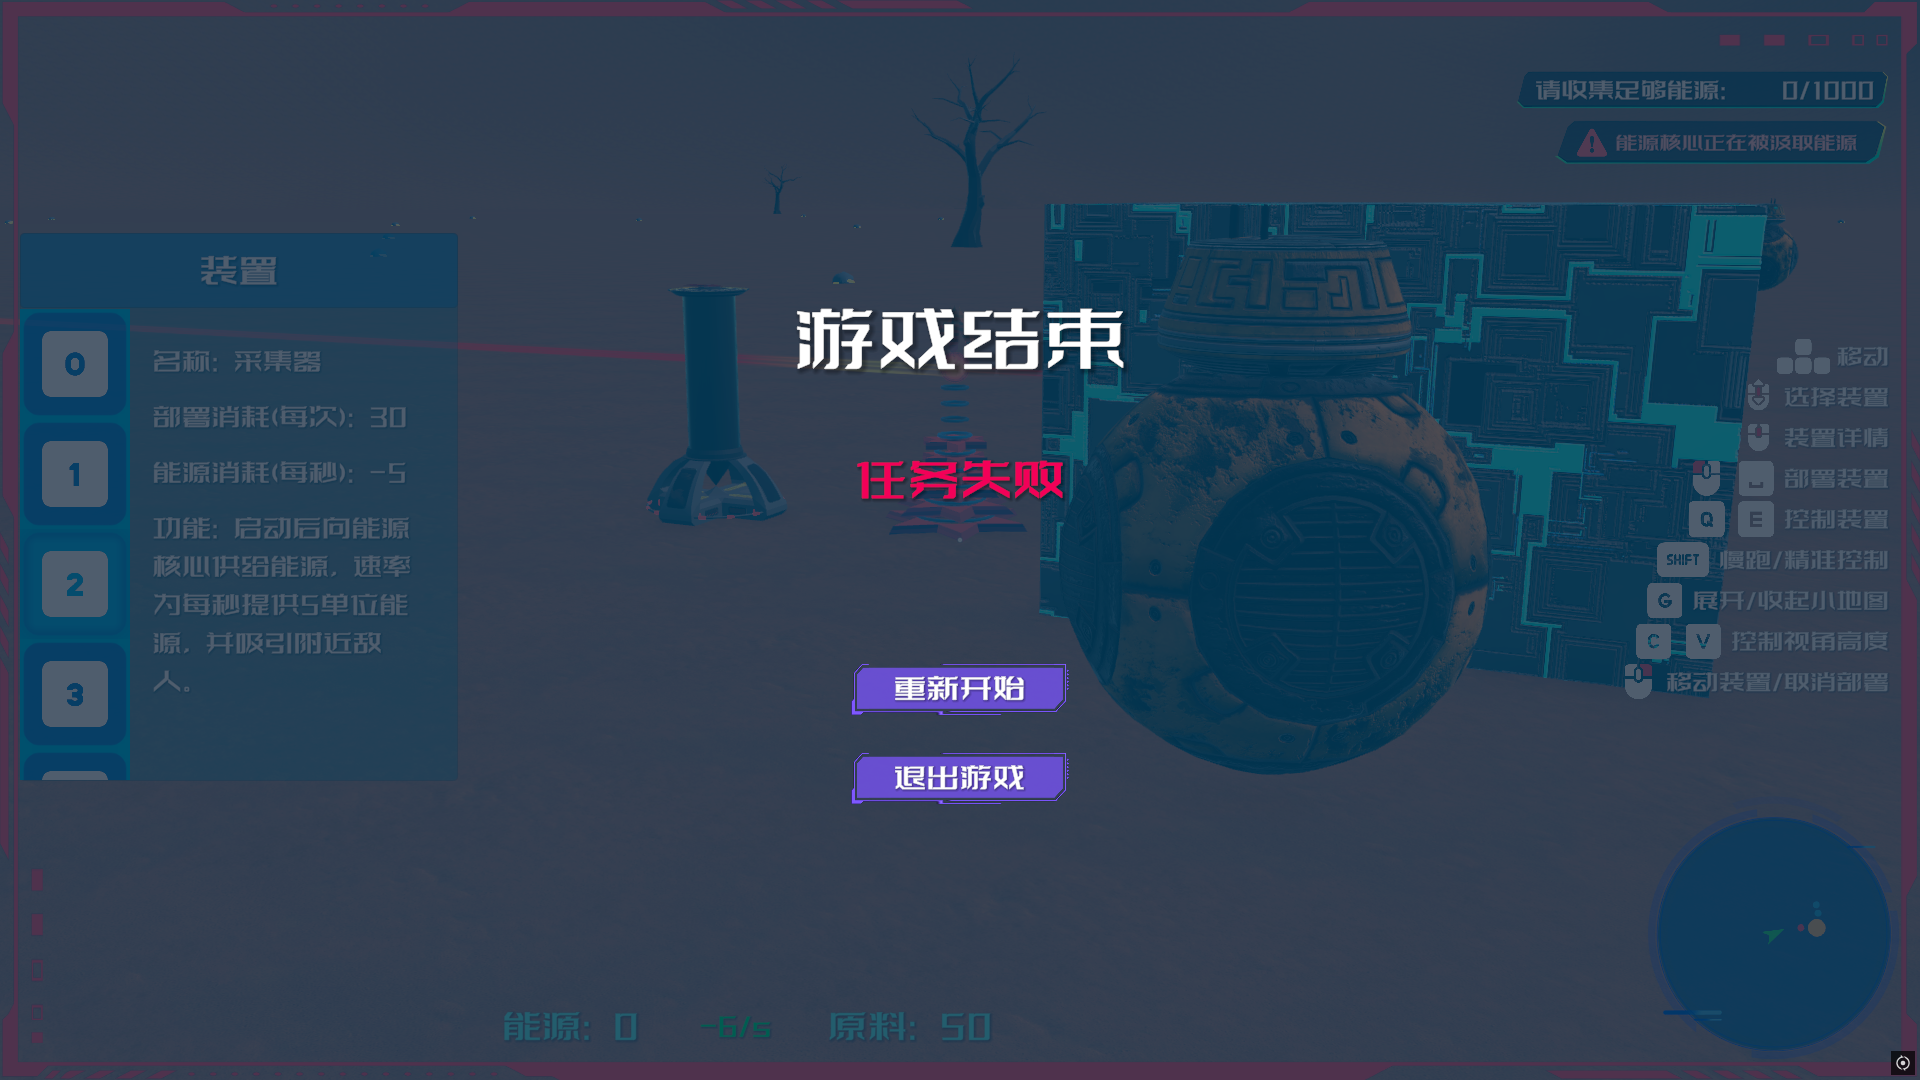 请收集足够能源: 0/1000
能源核心正在被汲取能源
装置
0
1
2
3
名称: 采集器
部署消耗(每次): 30
能源消耗(每秒): -5
功能: 启动后向能源
核心供给能源, 速率
为每秒提供5单位能
源, 并吸引附近敌
人。
游戏结束
任务失败
重新开始
退出游戏
移动
选择装置
装置详情
部署装置
Q E 控制装置
SHIFT 慢跑/精准控制
G 展开/收起小地图
C V 控制视角高度
移动装置/取消部署
能源: 0 -6/s 原料: 50